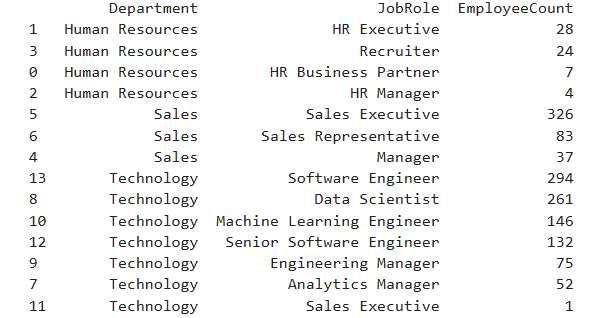 Department JobRole EmployeeCount
1 Human Resources HR Executive 28
3 Human Resources Recruiter 24
0 Human Resources HR Business Partner 7
2 Human Resources HR Manager 4
5 Sales Sales Executive 326
6 Sales Sales Representative 83
4 Sales Manager 37
13 Technology Software Engineer 294
8 Technology Data Scientist 261
10 Technology Machine Learning Engineer 146
12 Technology Senior Software Engineer 132
9 Technology Engineering Manager 75
7 Technology Analytics Manager 52
11 Technology Sales Executive 1